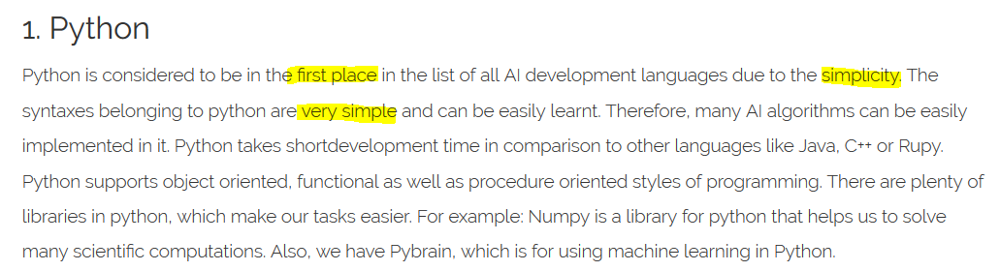 1. Python
Python is considered to be in the first place in the list of all AI development languages due to the simplicity. The
syntaxes belonging to python are very simple and can be easily learnt. Therefore, many AI algorithms can be easily
implemented in it. Python takes shortdevelopment time in comparison to other languages like Java, C++ or Rupy.
Python supports object oriented, functional as well as procedure oriented styles of programming. There are plenty of
libraries in python, which make our tasks easier. For example: Numpy is a library for python that helps us to solve
many scientific computations. Also, we have Pybrain, which is for using machine learning in Python.